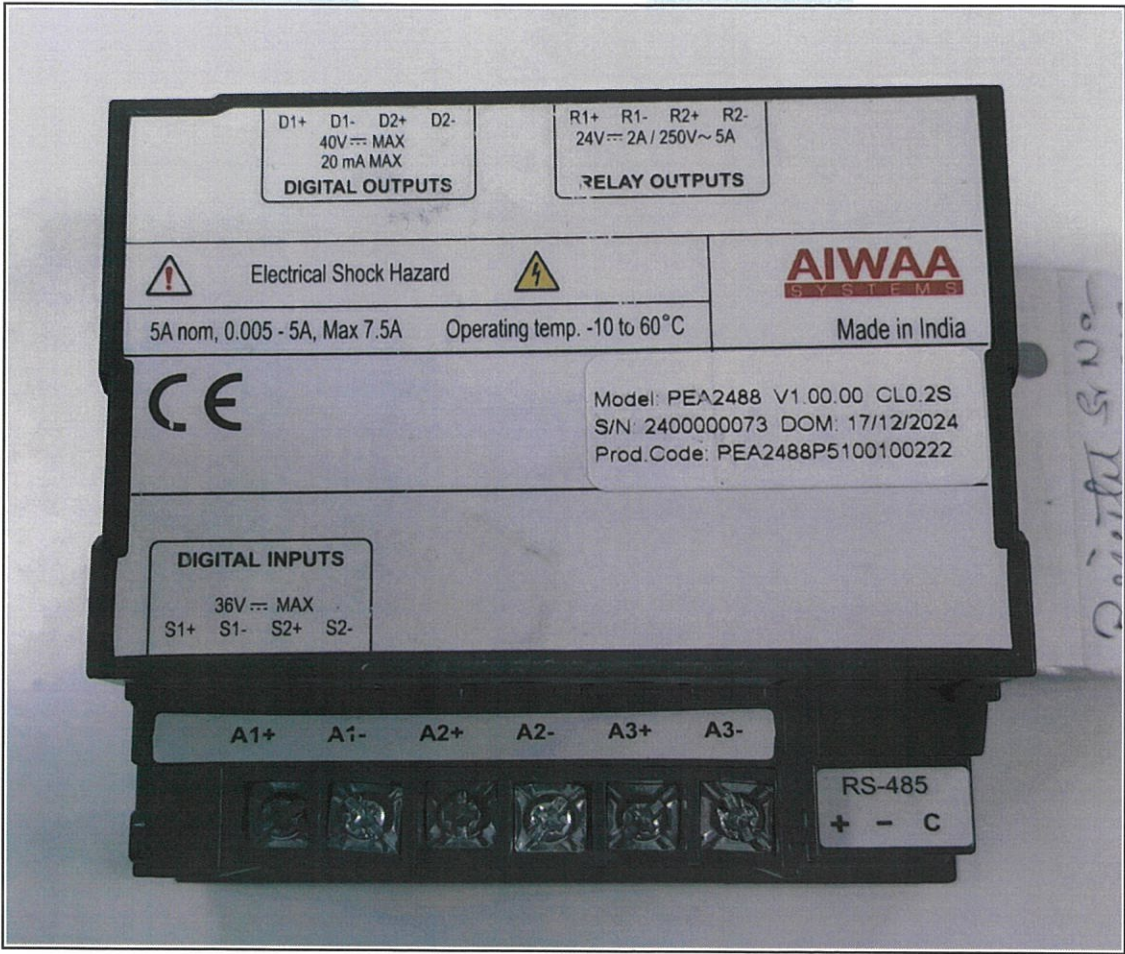 D1+ D1- D2+ D2-
40V⎓ MAX
20 mA MAX
DIGITAL OUTPUTS
R1+ R1- R2+ R2-
24V⎓ 2A / 250V~ 5A
RELAY OUTPUTS
Electrical Shock Hazard
AIWAA
SYSTEMS
5A nom, 0.005 - 5A, Max 7.5A Operating temp. -10 to 60°C
Made in India
CE
Model: PEA2488 V1.00.00 CL0.2S
S/N: 2400000073 DOM: 17/12/2024
Prod.Code: PEA2488P5100100222
DIGITAL INPUTS
36V⎓ MAX
S1+ S1- S2+ S2-
A1+ A1- A2+ A2- A3+ A3-
RS-485
+ - C